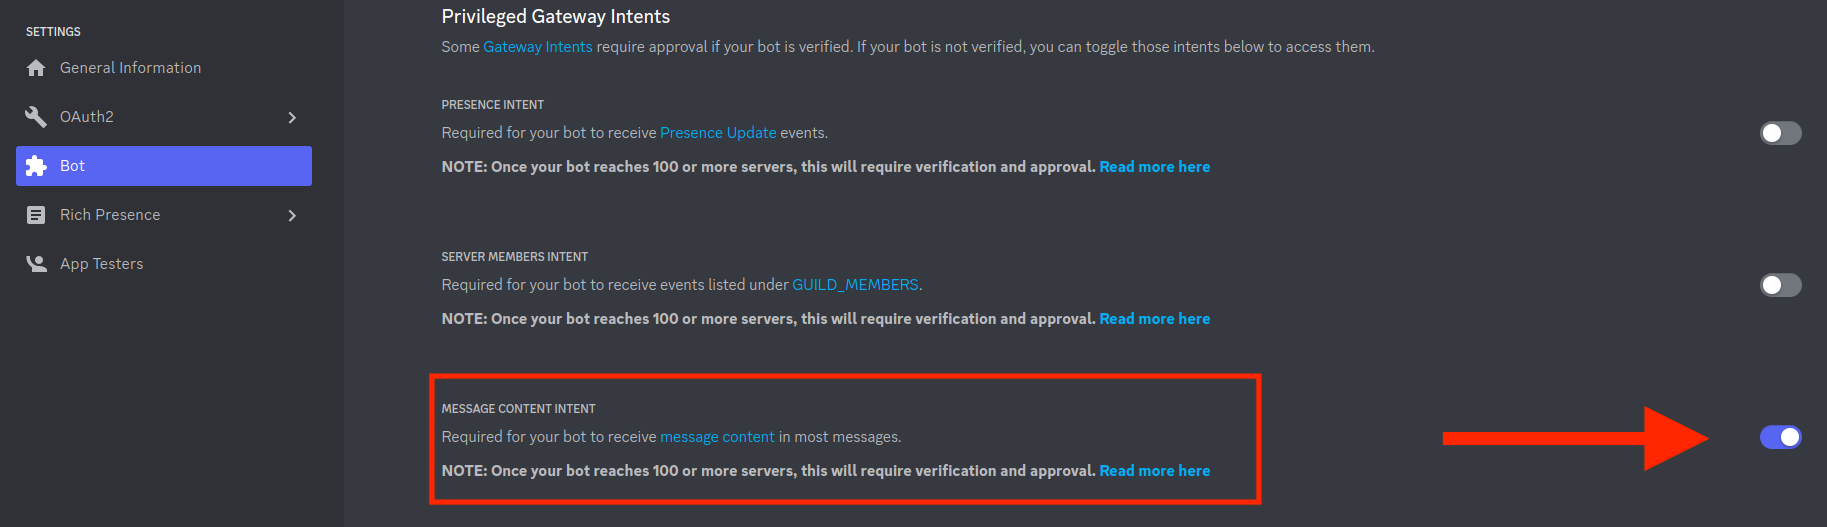 SETTINGS
General Information
OAuth2
Bot
Rich Presence
App Testers
Privileged Gateway Intents
Some Gateway Intents require approval if your bot is verified. If your bot is not verified, you can toggle those intents below to access them.
PRESENCE INTENT
Required for your bot to receive Presence Update events.
NOTE: Once your bot reaches 100 or more servers, this will require verification and approval. Read more here
SERVER MEMBERS INTENT
Required for your bot to receive events listed under GUILD_MEMBERS.
NOTE: Once your bot reaches 100 or more servers, this will require verification and approval. Read more here
MESSAGE CONTENT INTENT
Required for your bot to receive message content in most messages.
NOTE: Once your bot reaches 100 or more servers, this will require verification and approval. Read more here